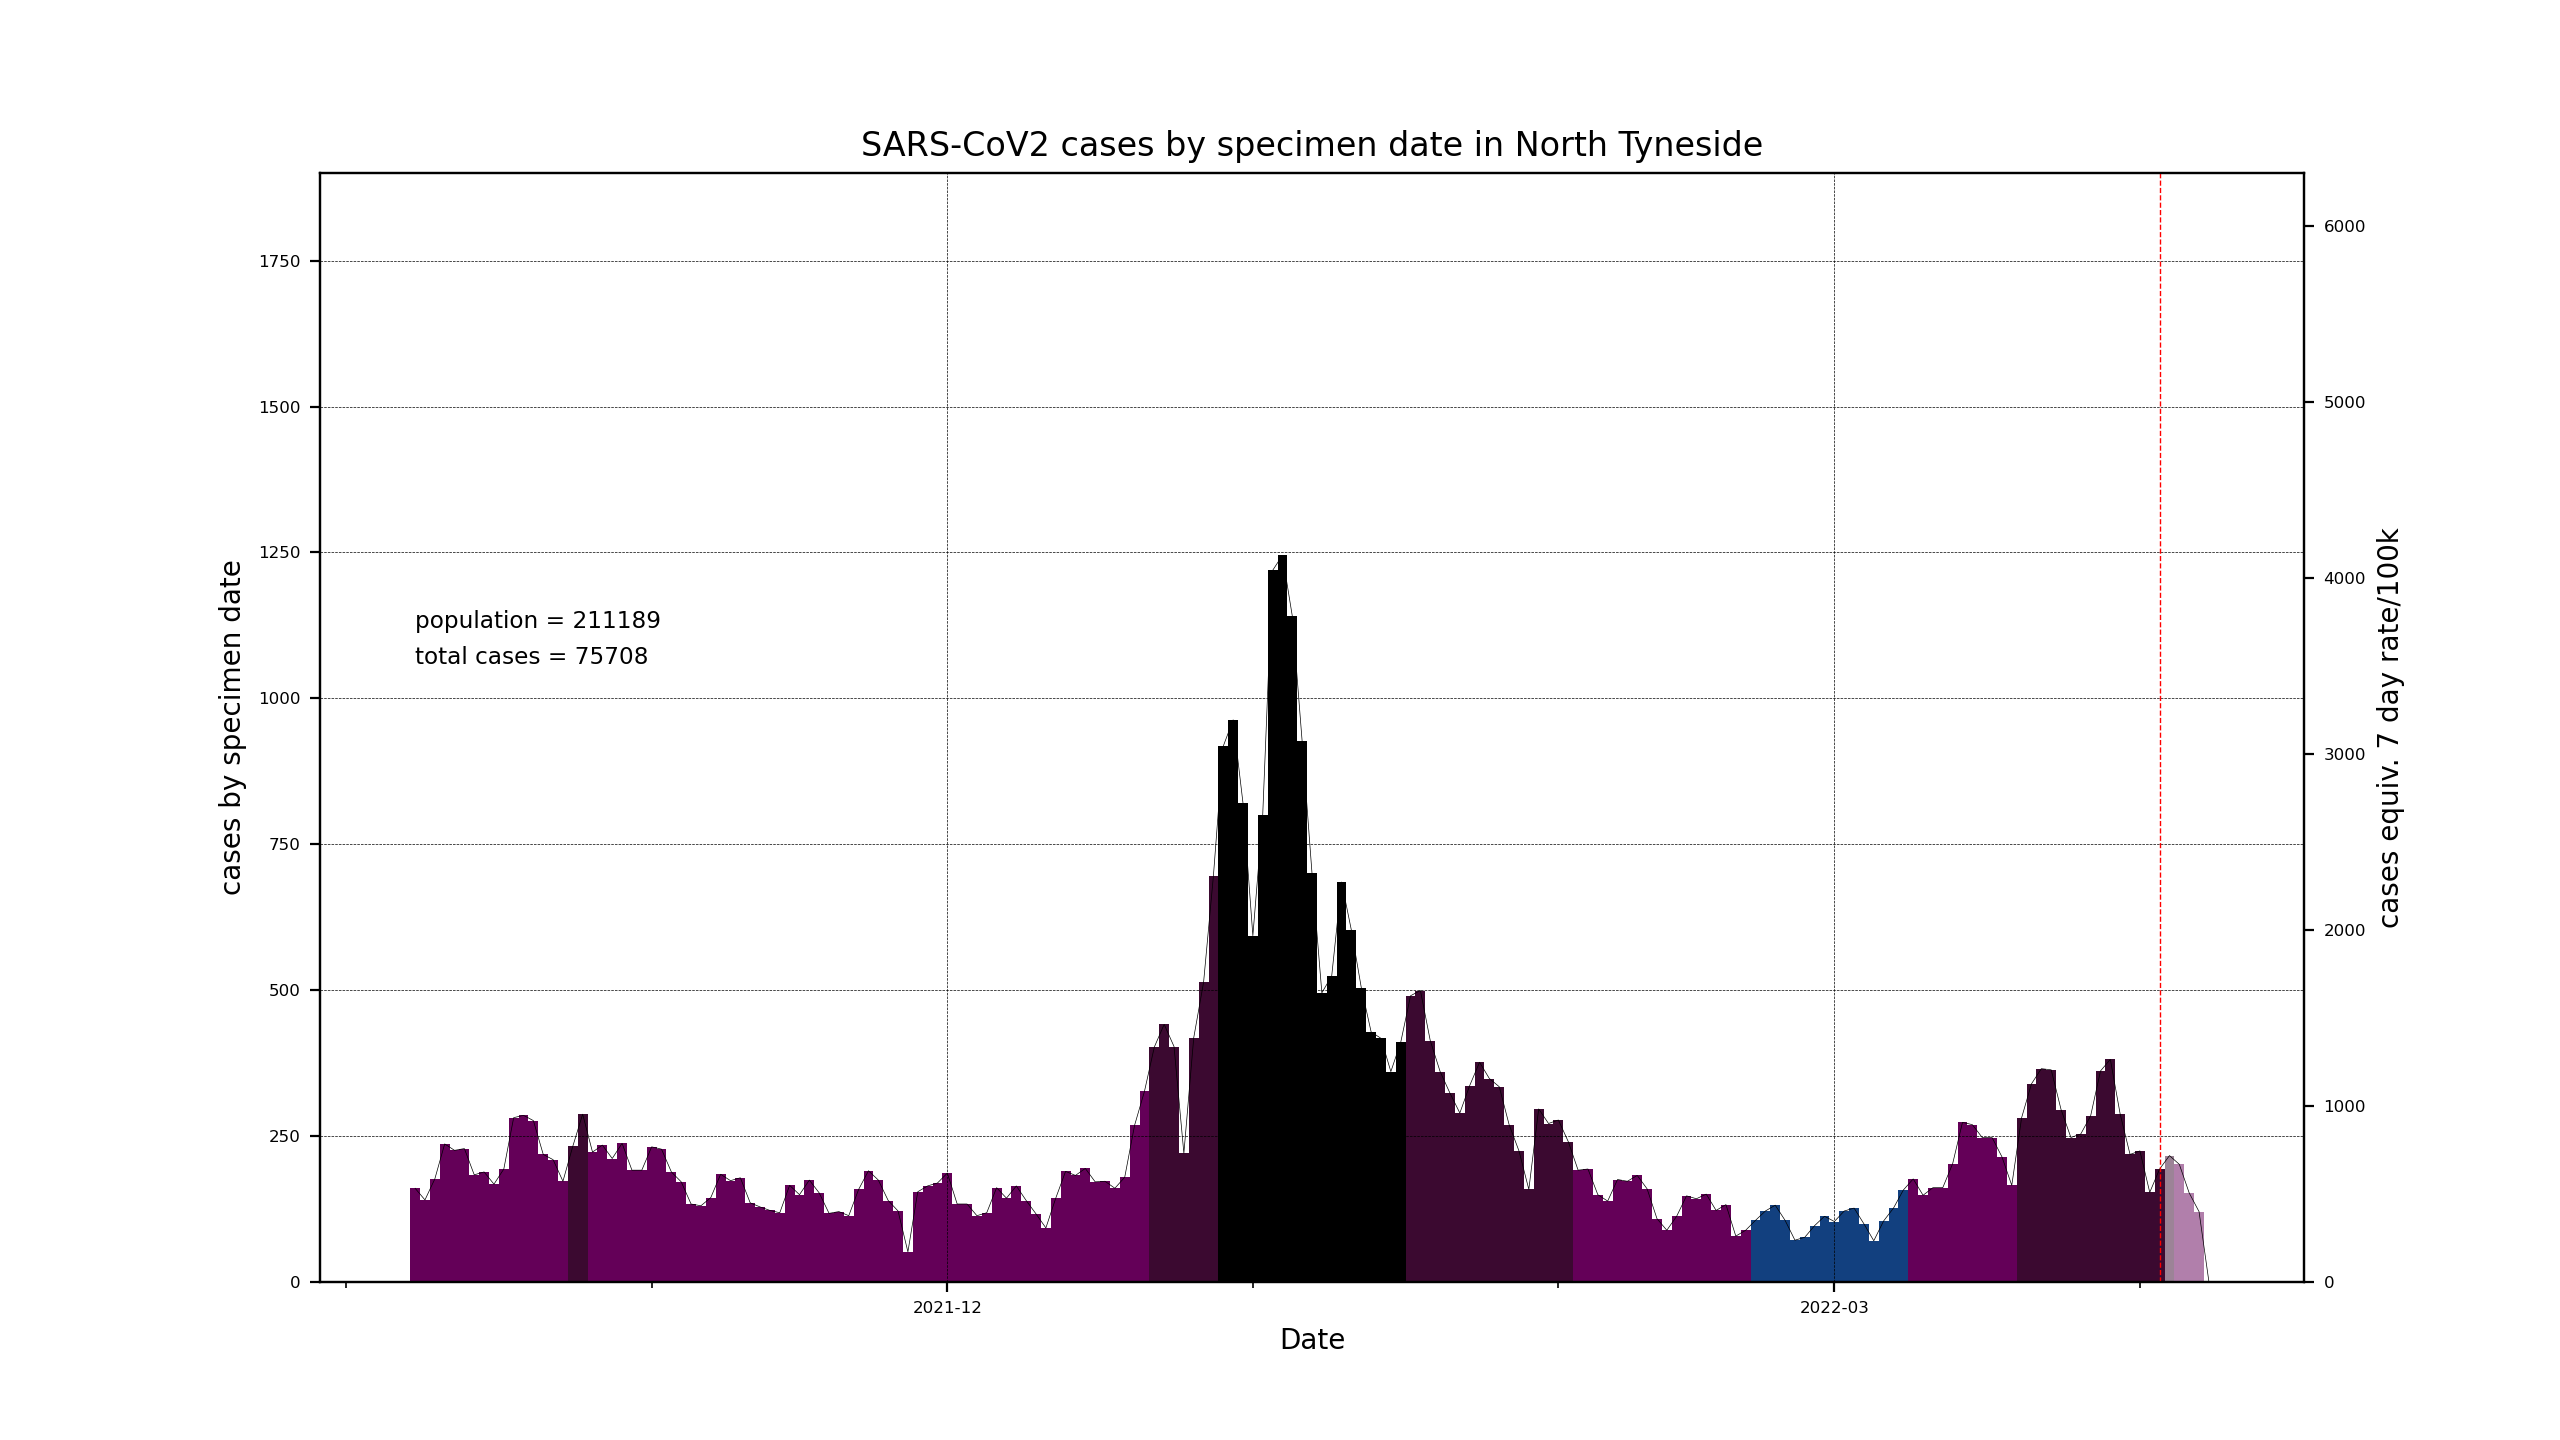 SARS-CoV2 cases by specimen date in North Tyneside
cases by specimen date
1750
1500
1250
1000
750
500
250
0
population = 211189
total cases = 75708
6000
5000
4000
3000
2000
1000
0
cases equiv. 7 day rate/100k
2021-12
2022-03
Date